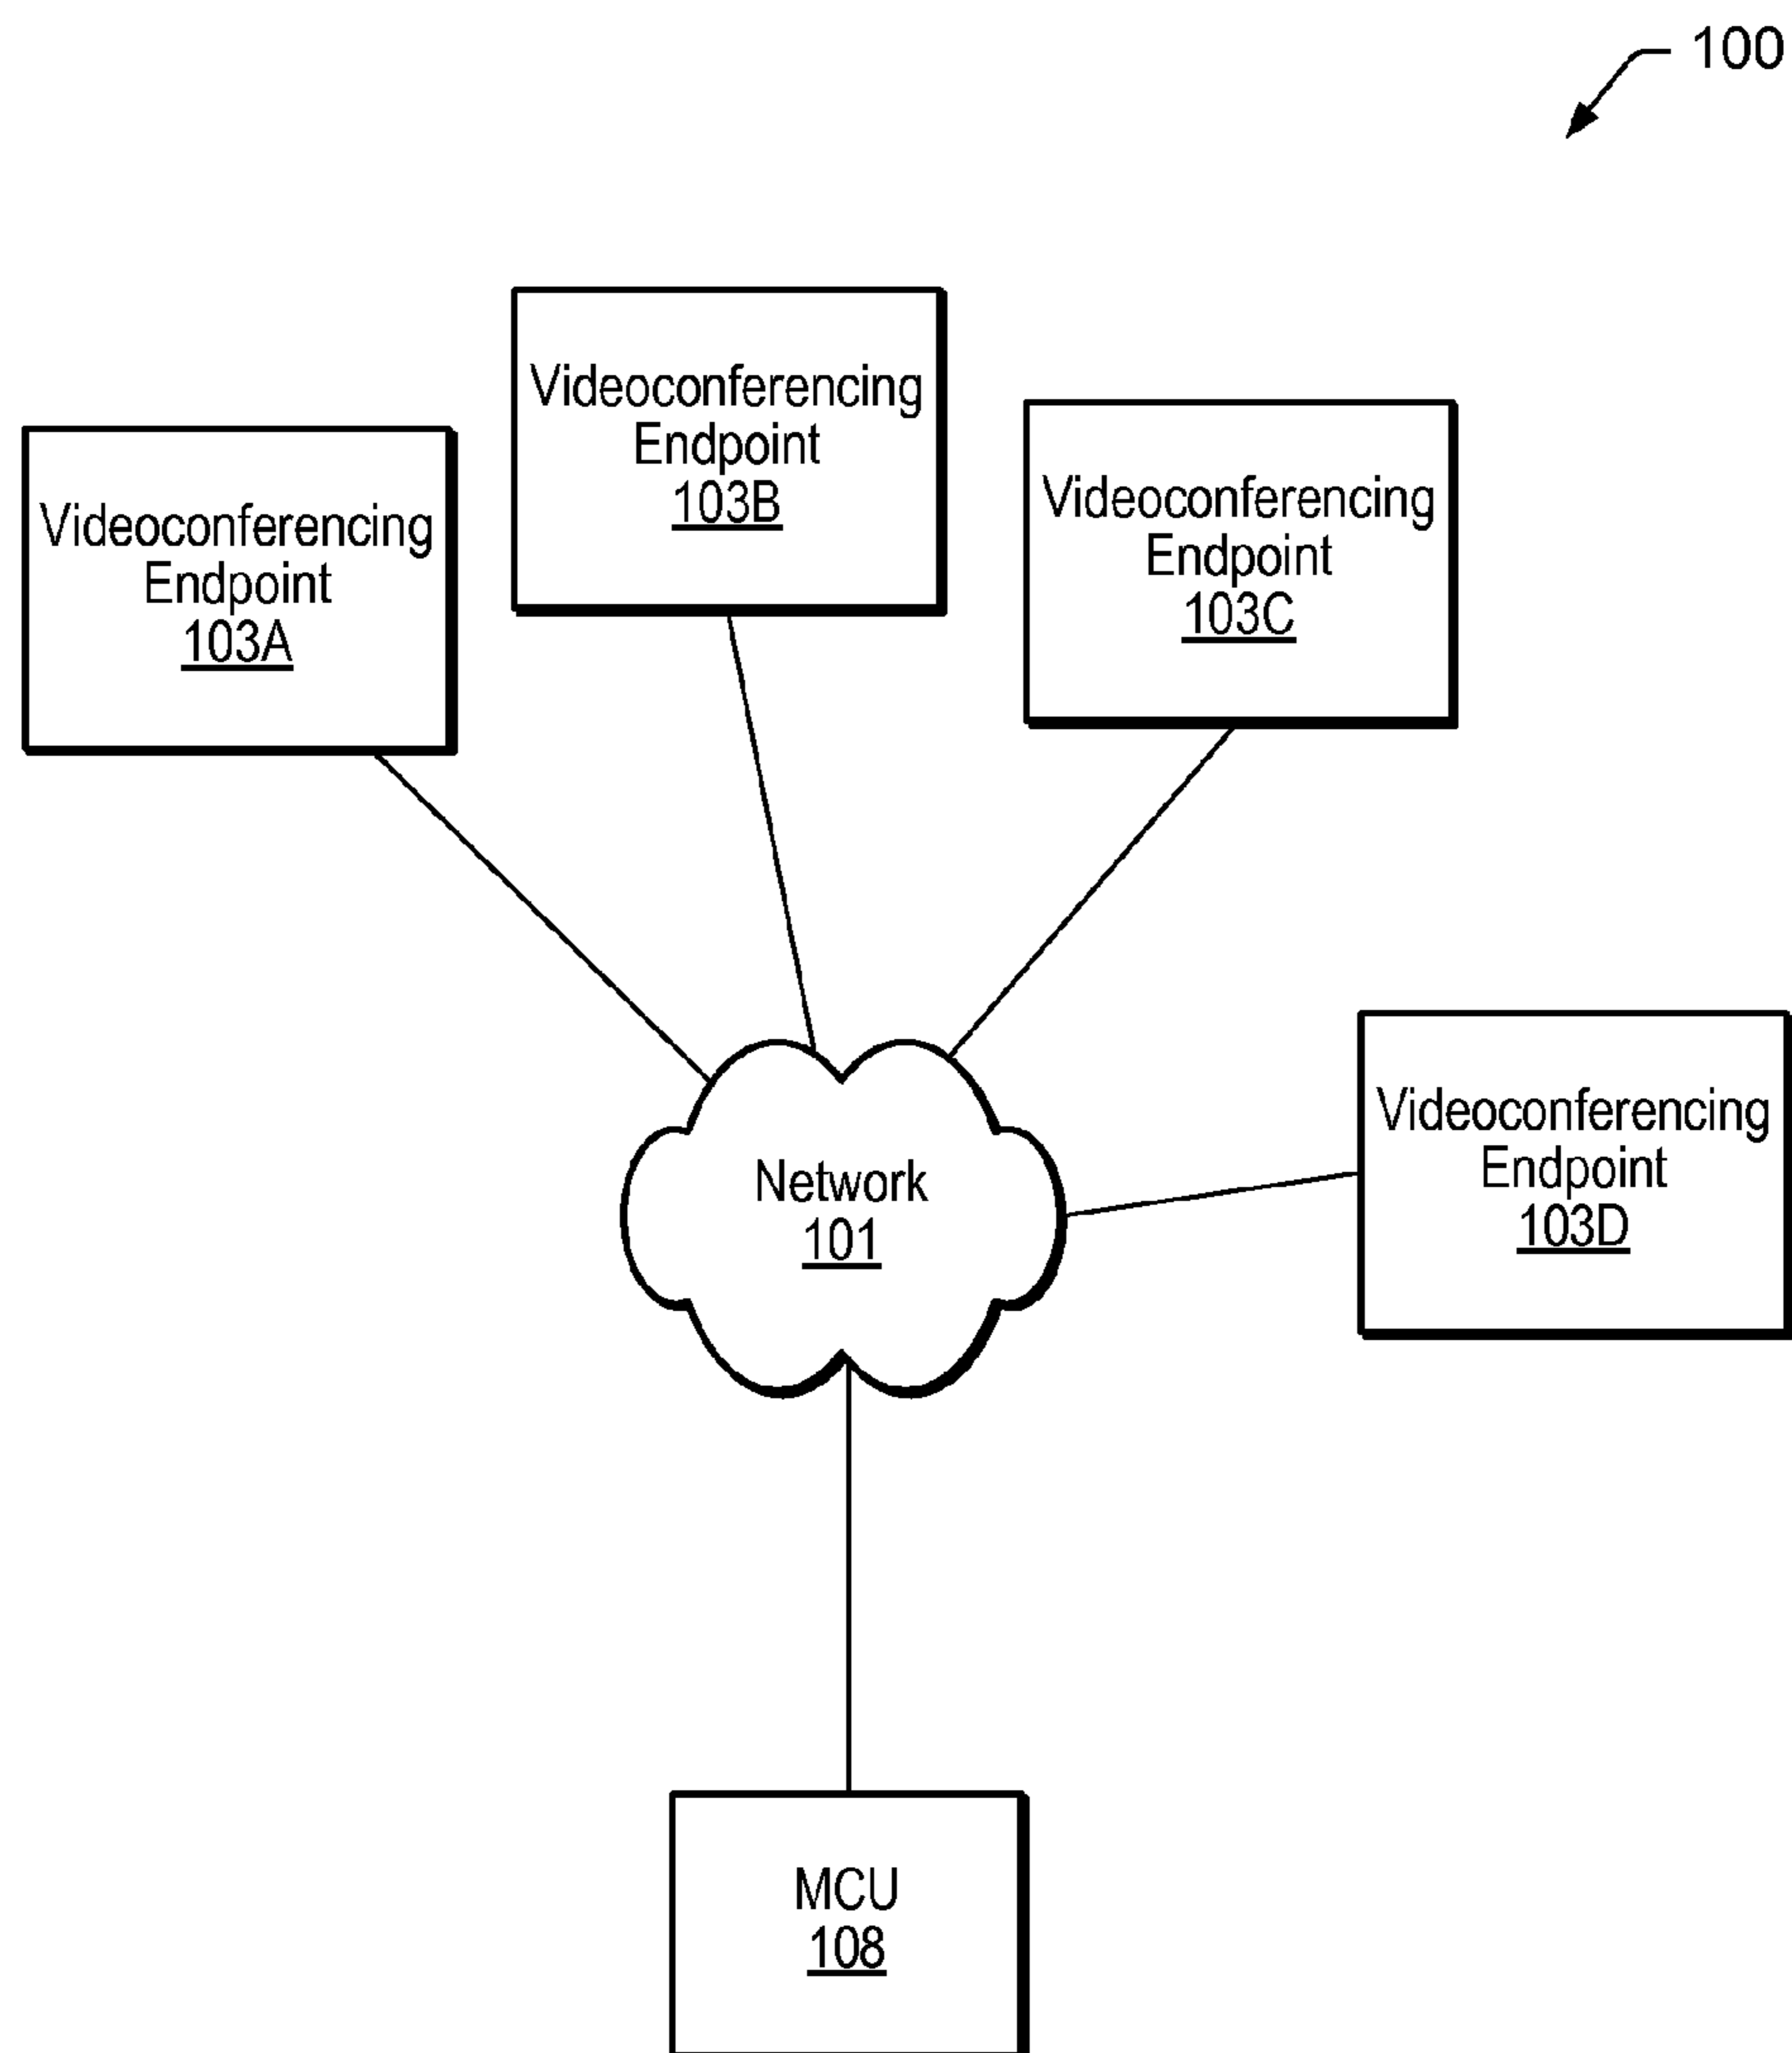 100
Videoconferencing
Endpoint
103B
Videoconferencing
Endpoint
103C
Videoconferencing
Endpoint
103A
Videoconferencing
Endpoint
103D
Network
101
MCU
108